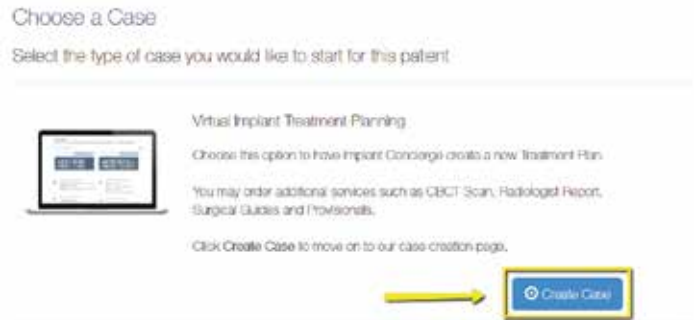 Choose a Case
Select the type of case you would like to start for this patient
Virtual Implant Treatment Planning
Choose this option to have Implant Concierge create a new Treatment Plan.
You may order additional services such as CBCT Scan, Radiologist Report,
Surgical Guides and Provisionals.
Click Create Case to move on to our case creation page.
Create Case